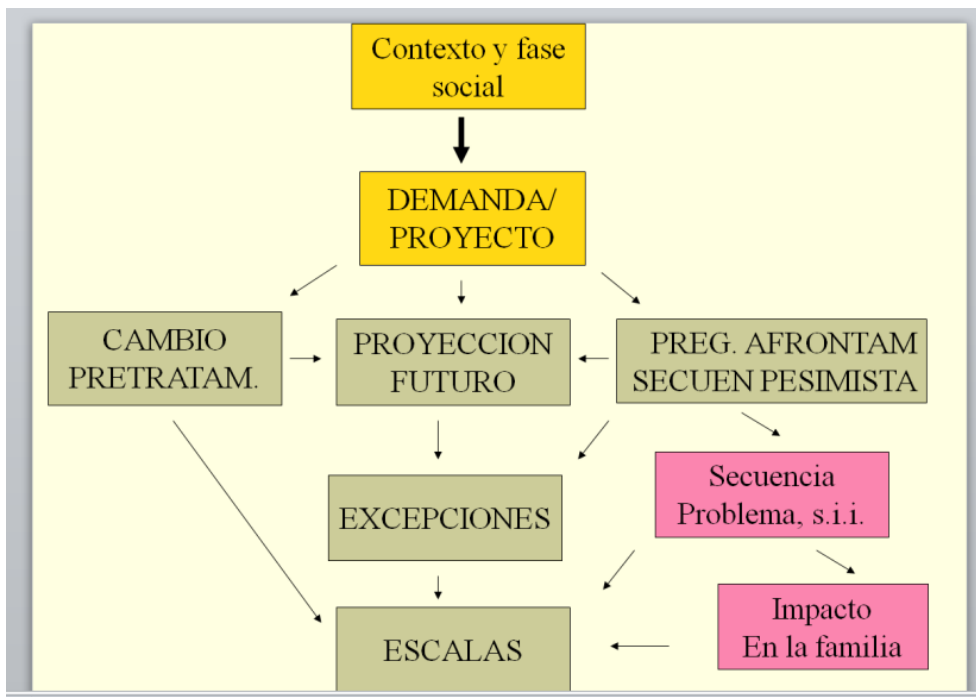 Contexto y fase
social
DEMANDA/
PROYECTO
CAMBIO
PRETRATAM.
PROYECCION
FUTURO
PREG. AFRONTAM
SECUEN PESIMISTA
EXCEPCIONES
Secuencia
Problema, s.i.i.
Impacto
En la familia
ESCALAS